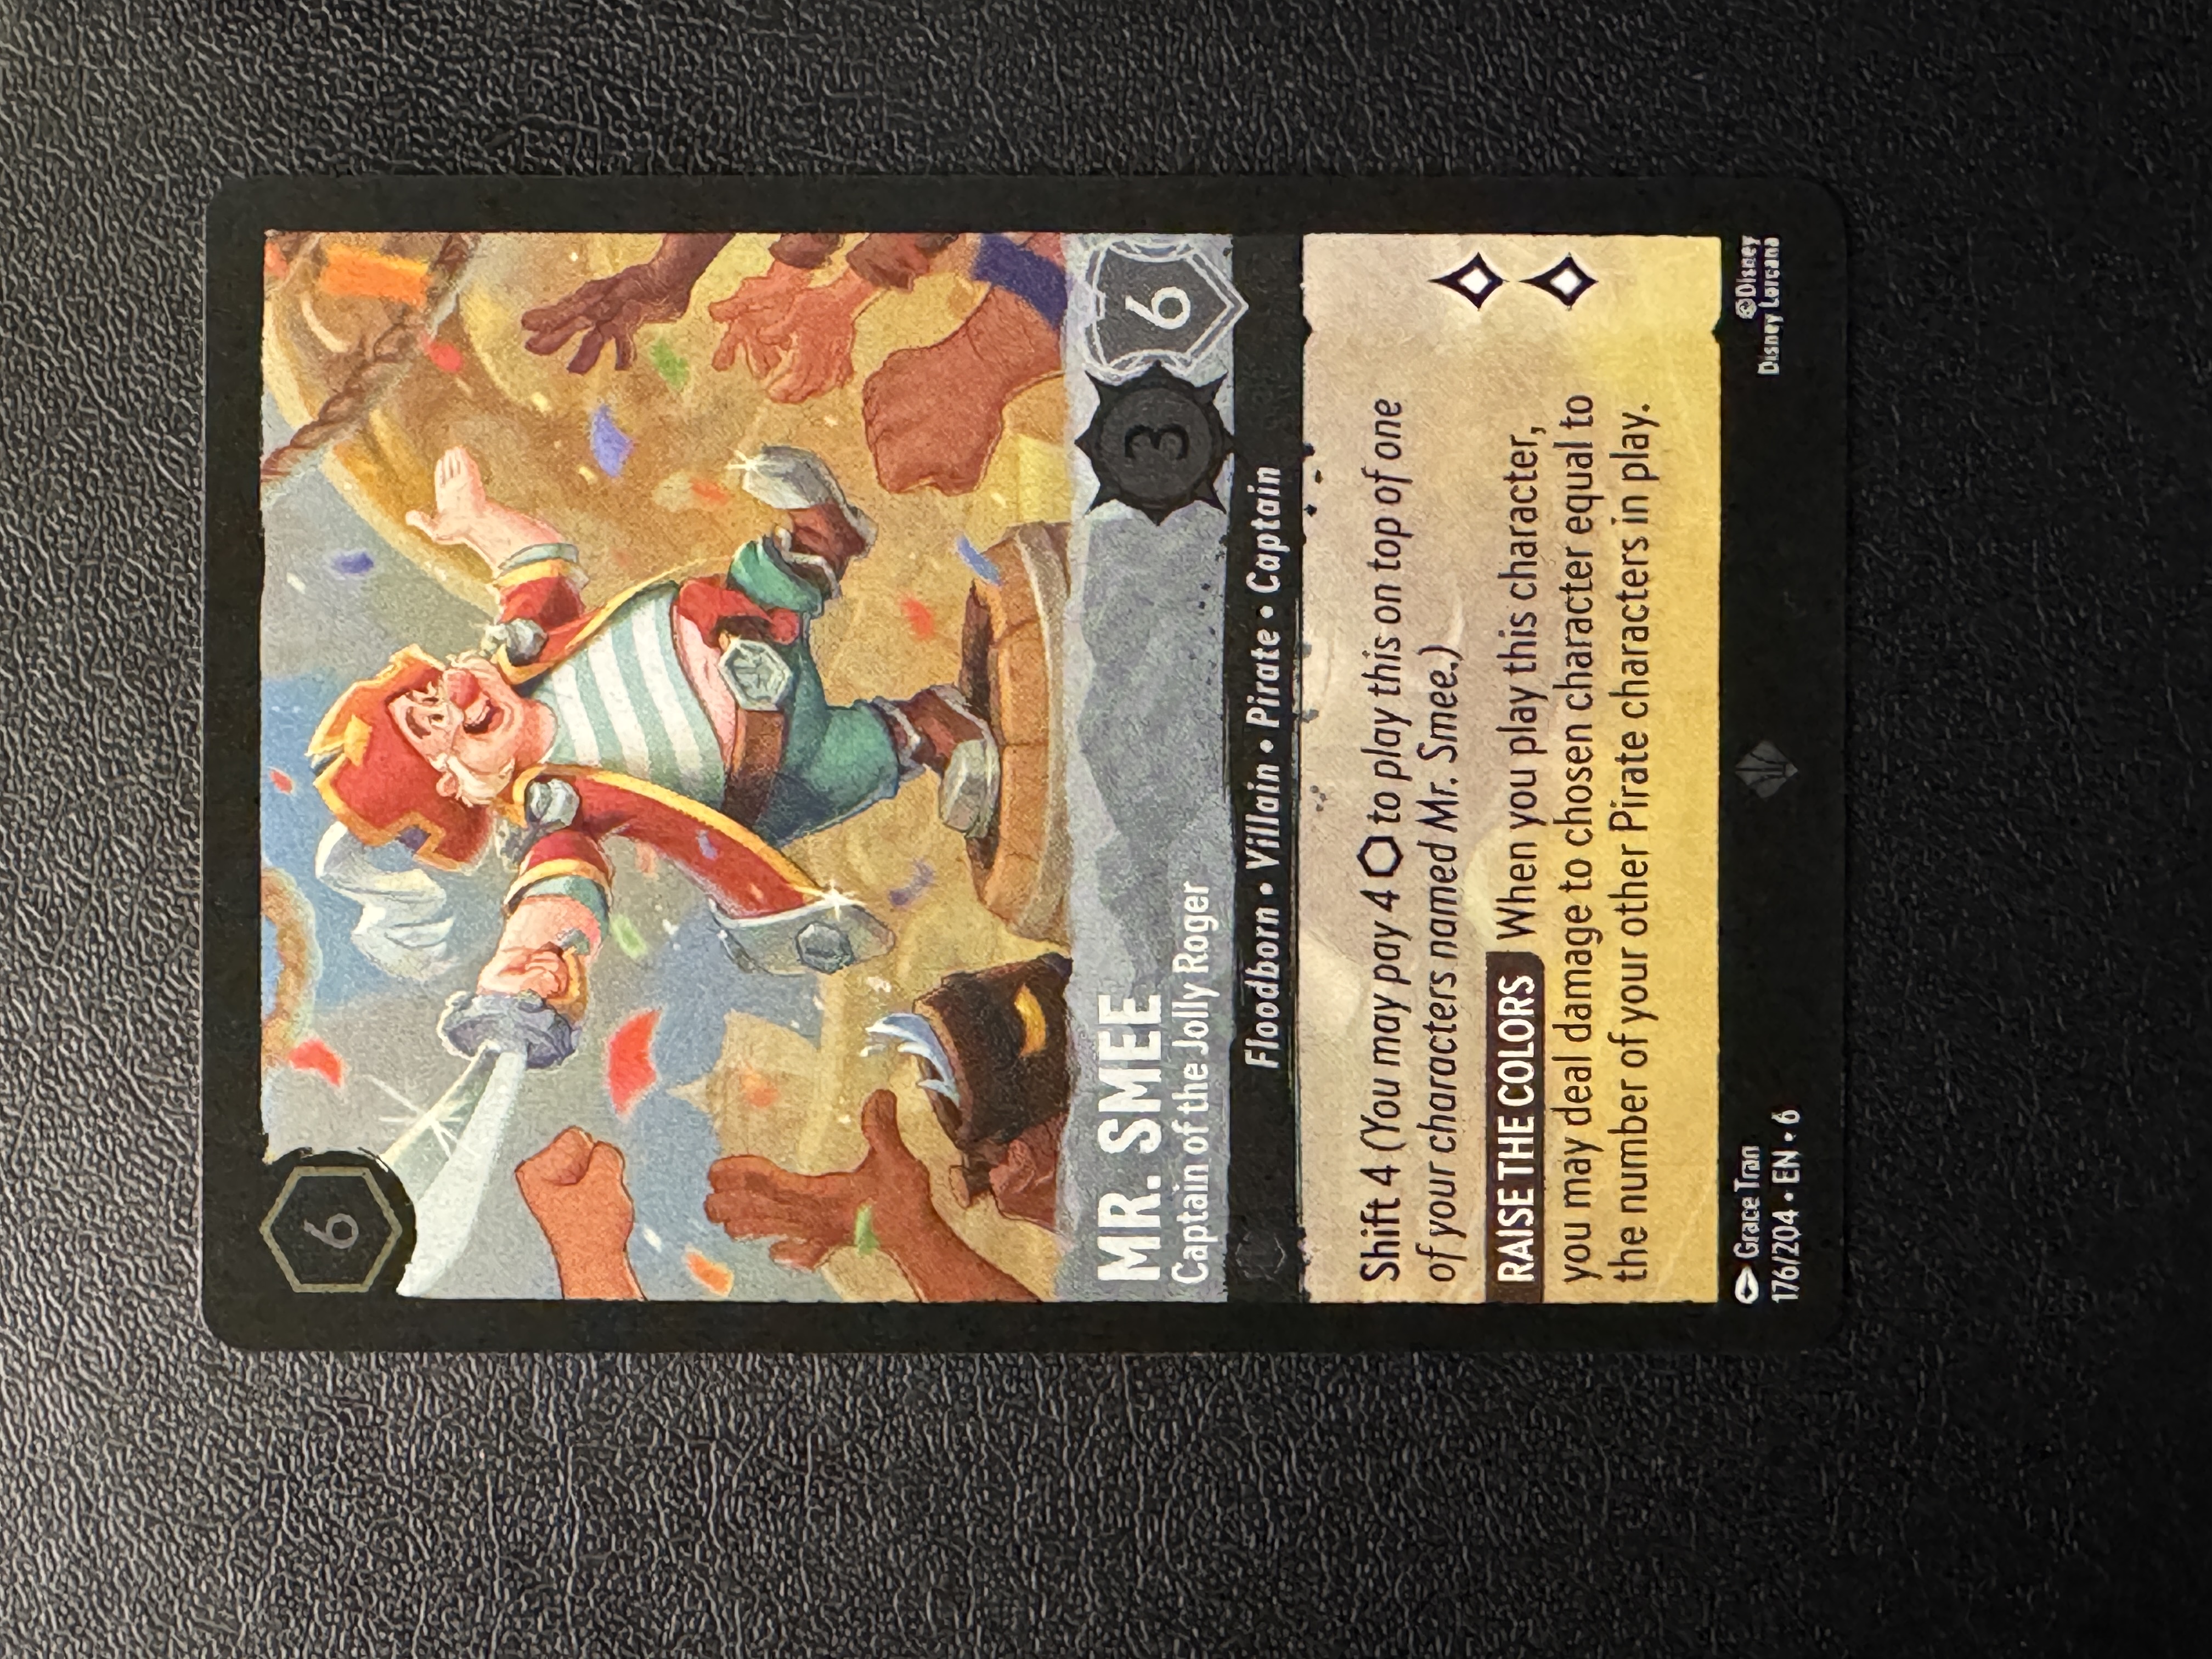 6
MR. SMEE
Captain of the Jolly Roger
3
6
Floodborn • Villain • Pirate • Captain
Shift 4 (You may pay 4 ⬡ to play this on top of one
of your characters named Mr. Smee.)
RAISE THE COLORS When you play this character,
you may deal damage to chosen character equal to
the number of your other Pirate characters in play.
Grace Tran
176/204 • EN • 6
©Disney
Disney Lorcana